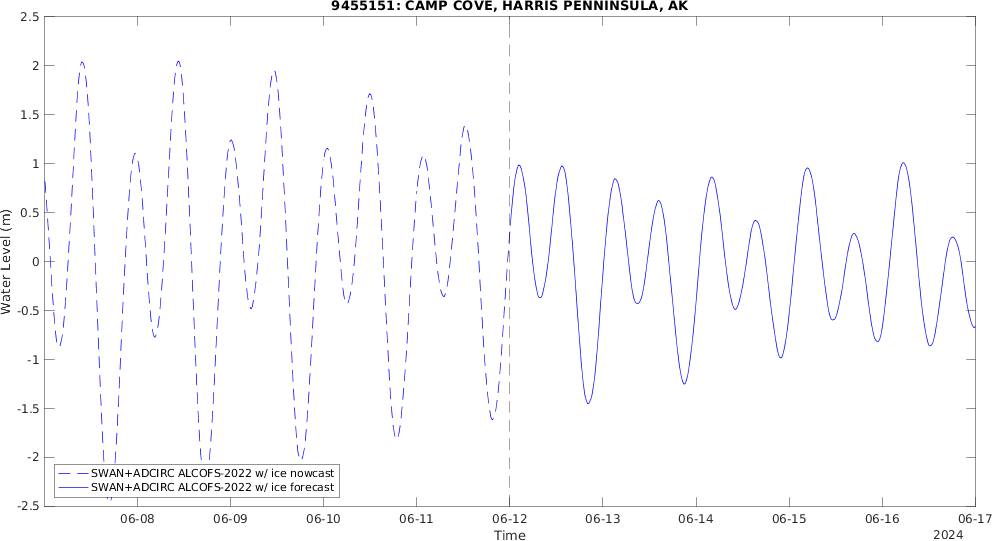 9455151: CAMP COVE, HARRIS PENNINSULA, AK
2.5
2
1.5
1
0.5
0
-0.5
-1
-1.5
-2
-2.5
Water Level (m)
SWAN+ADCIRC ALCOFS-2022 w/ ice nowcast
SWAN+ADCIRC ALCOFS-2022 w/ ice forecast
06-08 06-09 06-10 06-11 06-12 06-13 06-14 06-15 06-16 06-17
Time
2024